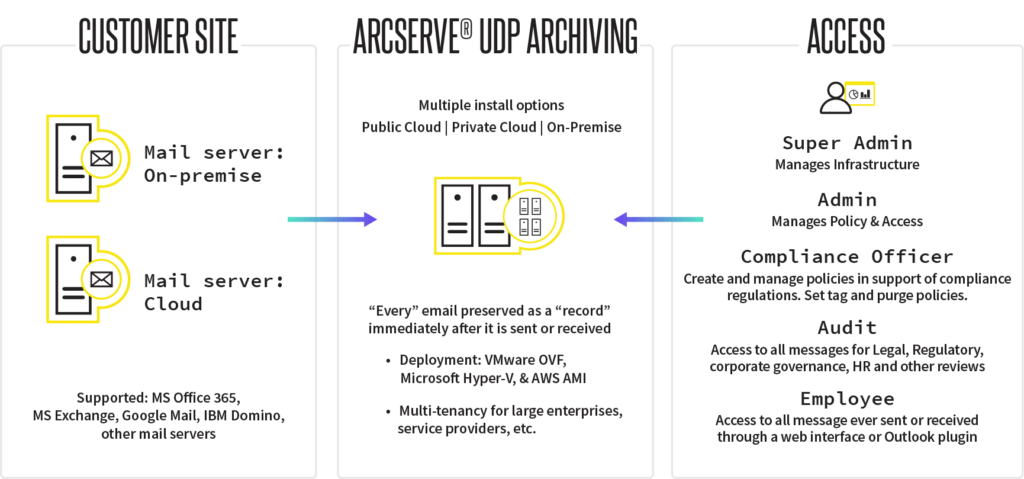 CUSTOMER SITE
Mail server:
On-premise
Mail server:
Cloud
Supported: MS Office 365,
MS Exchange, Google Mail, IBM Domino,
other mail servers
ARCSERVE® UDP ARCHIVING
Multiple install options
Public Cloud | Private Cloud | On-Premise
“Every” email preserved as a “record”
immediately after it is sent or received
• Deployment: VMware OVF,
Microsoft Hyper-V, & AWS AMI
• Multi-tenancy for large enterprises,
service providers, etc.
ACCESS
Super Admin
Manages Infrastructure
Admin
Manages Policy & Access
Compliance Officer
Create and manage policies in support of compliance
regulations. Set tag and purge policies.
Audit
Access to all messages for Legal, Regulatory,
corporate governance, HR and other reviews
Employee
Access to all message ever sent or received
through a web interface or Outlook plugin